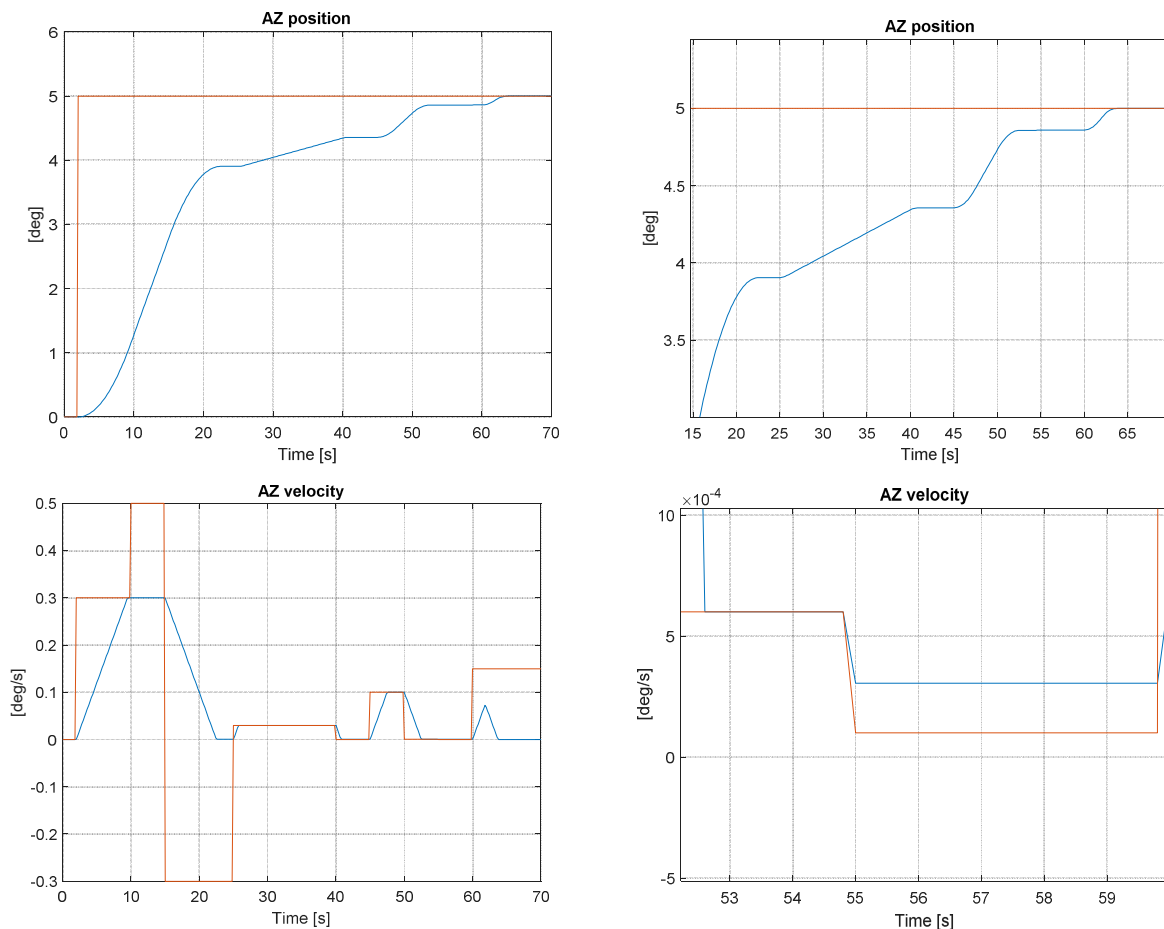 AZ position
6
5
4
3
2
1
0
[deg]
0 10 20 30 40 50 60 70
Time [s]
AZ position
5
4.5
4
3.5
[deg]
15 20 25 30 35 40 45 50 55 60 65
Time [s]
AZ velocity
0.5
0.4
0.3
0.2
0.1
0
-0.1
-0.2
-0.3
[deg/s]
0 10 20 30 40 50 60 70
Time [s]
AZ velocity
×10⁻⁴
10
5
0
-5
[deg/s]
53 54 55 56 57 58 59
Time [s]